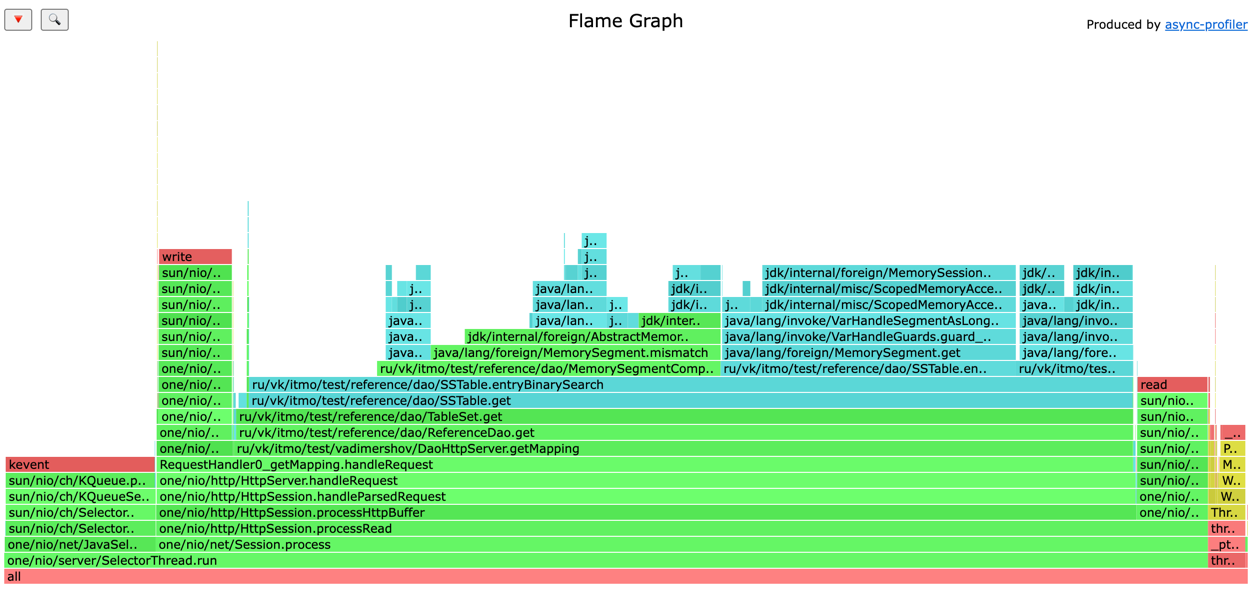 🔻 🔍 Flame Graph Produced by async-profiler
j..
write j..
sun/nio/.. j.. j.. jdk/internal/foreign/MemorySession.. jdk/.. jdk/in..
sun/nio/.. j.. java/lan.. jdk/i.. jdk/internal/misc/ScopedMemoryAcce.. jdk/.. jdk/in..
sun/nio/.. j.. java/lan.. j.. jdk/i.. j.. jdk/internal/misc/ScopedMemoryAcce.. java.. jdk/in..
sun/nio/.. java.. java/lan.. j.. jdk/inter.. java/lang/invoke/VarHandleSegmentAsLong.. java/lang/invo..
sun/nio/.. java.. jdk/internal/foreign/AbstractMemor.. java/lang/invoke/VarHandleGuards.guard_.. java/lang/invo..
sun/nio/.. java.. java/lang/foreign/MemorySegment.mismatch java/lang/foreign/MemorySegment.get java/lang/fore..
one/nio/.. ru/vk/itmo/test/reference/dao/MemorySegmentComp.. ru/vk/itmo/test/reference/dao/SSTable.en.. ru/vk/itmo/tes..
one/nio/.. ru/vk/itmo/test/reference/dao/SSTable.entryBinarySearch read
one/nio/.. ru/vk/itmo/test/reference/dao/SSTable.get sun/nio..
one/nio/.. ru/vk/itmo/test/reference/dao/TableSet.get sun/nio..
one/nio/.. ru/vk/itmo/test/reference/dao/ReferenceDao.get sun/nio/.. _..
one/nio/.. ru/vk/itmo/test/vadimershov/DaoHttpServer.getMapping sun/nio/.. P..
kevent RequestHandler0_getMapping.handleRequest sun/nio/.. M..
sun/nio/ch/KQueue.p.. one/nio/http/HttpServer.handleRequest sun/nio/.. W..
sun/nio/ch/KQueueSe.. one/nio/http/HttpSession.handleParsedRequest one/nio/.. W..
sun/nio/ch/Selector.. one/nio/http/HttpSession.processHttpBuffer one/nio/.. Thr..
sun/nio/ch/Selector.. one/nio/http/HttpSession.processRead thr..
one/nio/net/JavaSel.. one/nio/net/Session.process _pt..
one/nio/server/SelectorThread.run thr..
all